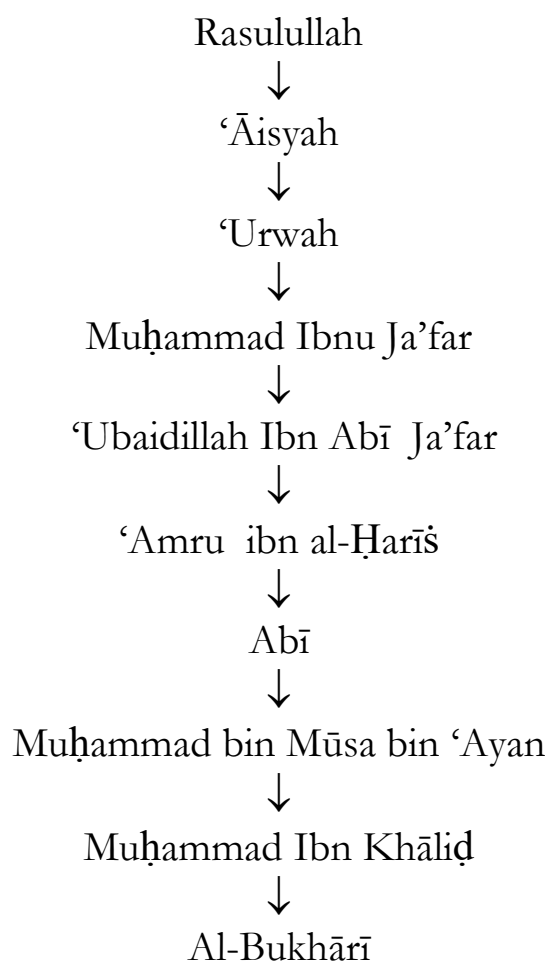 Rasulullah
↓
‘Āisyah
↓
‘Urwah
↓
Muḥammad Ibnu Ja’far
↓
‘Ubaidillah Ibn Abī Ja’far
↓
‘Amru ibn al-Ḥarīṡ
↓
Abī
↓
Muḥammad bin Mūsa bin ‘Ayan
↓
Muḥammad Ibn Khāliḍ
↓
Al-Bukhārī